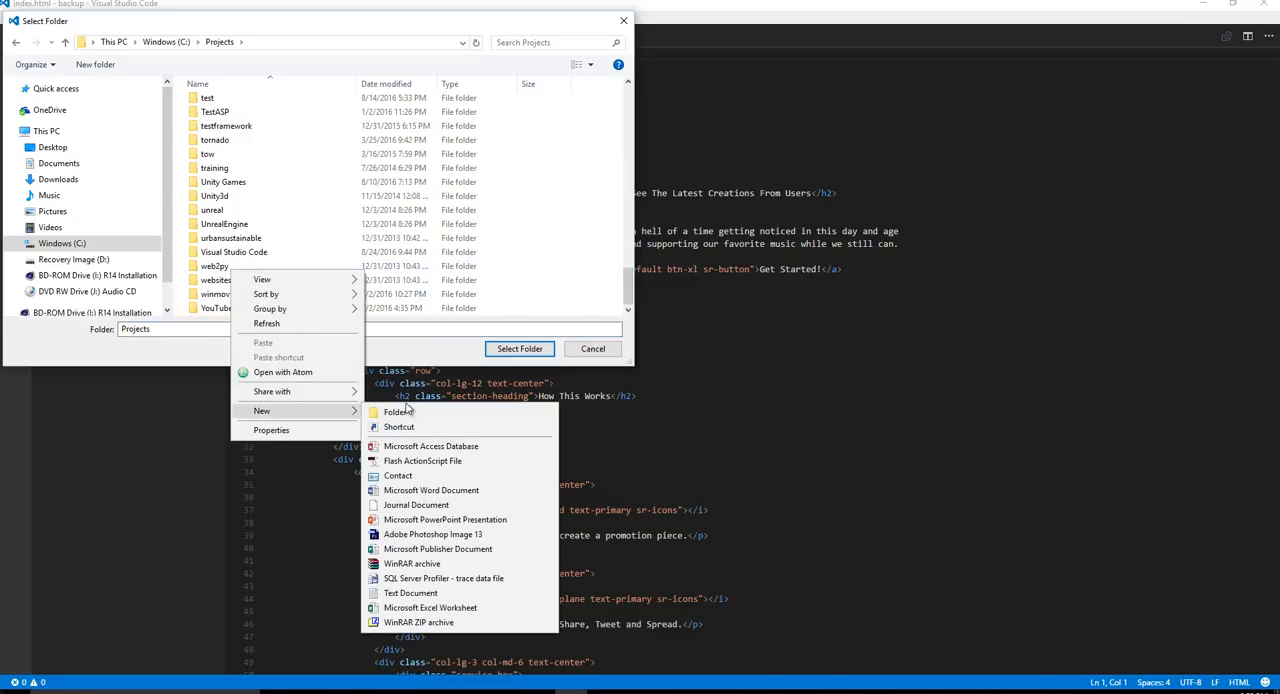 index.html - backup - Visual Studio Code
Select Folder
This PC > Windows (C:) > Projects >
Search Projects
Organize
New folder
Name Date modified Type Size
Quick access
OneDrive
This PC
Desktop
Documents
Downloads
Music
Pictures
Videos
Windows (C:)
Recovery Image (D:)
BD-ROM Drive (I:) R14 Installation
DVD RW Drive (J:) Audio CD
BD-ROM Drive (I:) R14 Installation
test 8/14/2016 5:33 PM File folder
TestASP 1/2/2016 11:26 PM File folder
testframework 12/31/2015 6:15 PM File folder
tornado 3/25/2016 9:42 PM File folder
tow 3/16/2015 7:59 PM File folder
training 7/26/2014 6:29 PM File folder
Unity Games 8/10/2016 7:13 PM File folder
Unity3d 11/15/2014 12:08 ... File folder
unreal 12/3/2014 8:26 PM File folder
UnrealEngine 12/3/2014 8:26 PM File folder
urbansustainable 12/31/2013 10:42 ... File folder
Visual Studio Code 8/24/2016 9:44 PM File folder
web2py 12/31/2013 10:43 ... File folder
websites 12/31/2013 10:43 ... File folder
winmov /2/2016 10:27 PM File folder
YouTube /2/2016 4:35 PM File folder
Folder: Projects
Select Folder
Cancel
View
Sort by
Group by
Refresh
Paste
Paste shortcut
Open with Atom
Share with
New
Properties
Folder
Shortcut
Microsoft Access Database
Flash ActionScript File
Contact
Microsoft Word Document
Journal Document
Microsoft PowerPoint Presentation
Adobe Photoshop Image 13
Microsoft Publisher Document
WinRAR archive
SQL Server Profiler - trace data file
Text Document
Microsoft Excel Worksheet
WinRAR ZIP archive
See The Latest Creations From Users</h2>
hell of a time getting noticed in this day and age
nd supporting our favorite music while we still can.
efault btn-xl sr-button">Get Started!</a>
iv class="row">
<div class="col-lg-12 text-center">
<h2 class="section-heading">How This Works</h2>
32 </div
33 <div c
34
35 enter">
36
37 d text-primary sr-icons"></i>
38
39 create a promotion piece.</p>
40
41
42 enter">
43
44 plane text-primary sr-icons"></i>
45
46 Share, Tweet and Spread.</p>
47 </div>
48 </div>
49 <div class="col-lg-3 col-md-6 text-center">
0 0
Ln 1, Col 1 Spaces: 4 UTF-8 LF HTML